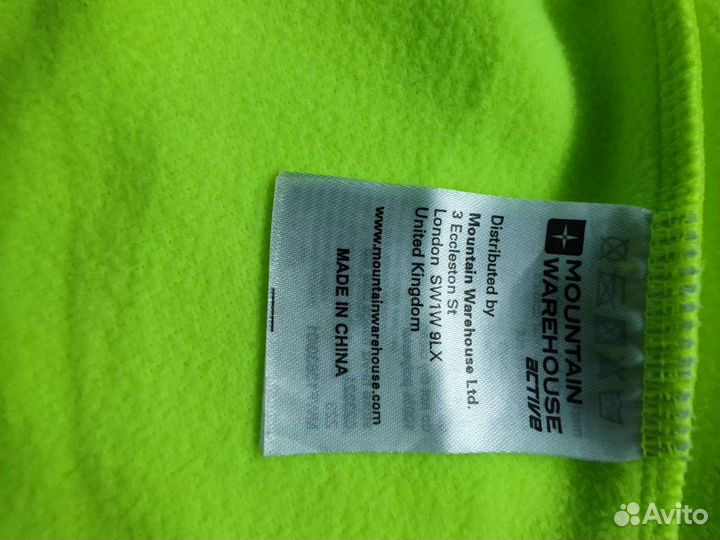 MOUNTAIN
WAREHOUSE
active
Distributed by
Mountain Warehouse Ltd.
3 Eccleston St
London SW1W 9LX
United Kingdom
www.mountainwarehouse.com
MADE IN CHINA
Avito